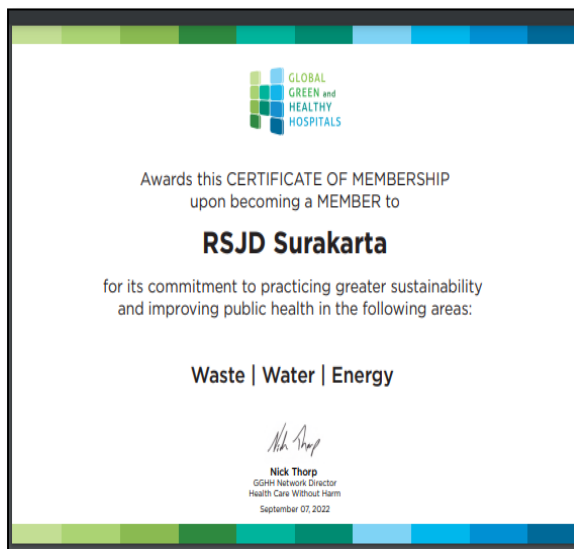 GLOBAL
GREEN and
HEALTHY
HOSPITALS
Awards this CERTIFICATE OF MEMBERSHIP
upon becoming a MEMBER to
RSJD Surakarta
for its commitment to practicing greater sustainability
and improving public health in the following areas:
Waste | Water | Energy
Nick Thorp
Nick Thorp
GGHH Network Director
Health Care Without Harm
September 07, 2022